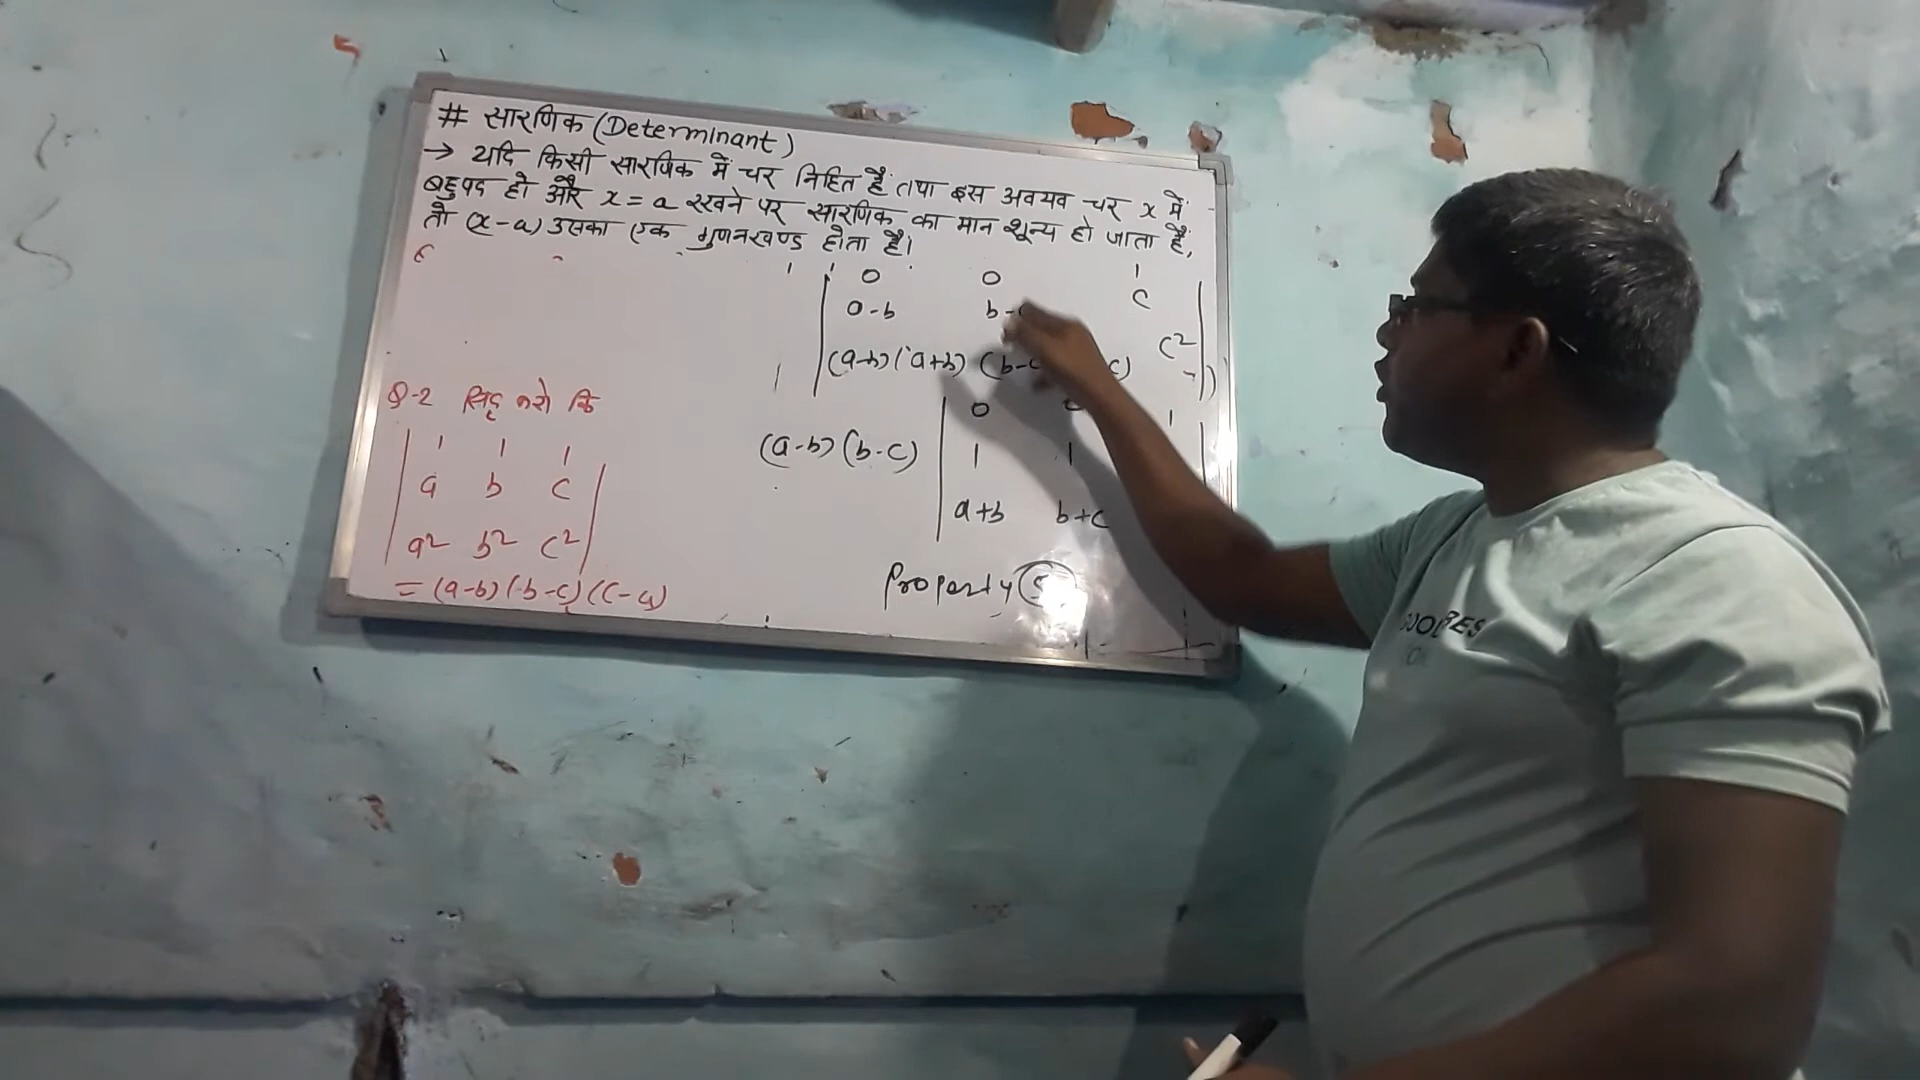 # सारणिक (Determinant)
→ यदि किसी सारणिक में चर निहित हैं तथा इस अवयव चर x में
बहुपद हो और x = a रखने पर सारणिक का मान शून्य हो जाता है,
तो (x-a) उसका एक गुणनखण्ड होता है।
0 0 1
a-b b- c
(a-b) (a+b) (b-c c) c²
Q-2 सिद्ध करो कि
1 1 1
a b c
a² b² c²
= (a-b) (b-c) (c-a)
0 1
(a-b) (b-c) 1 1
a+b b+c
Property 5